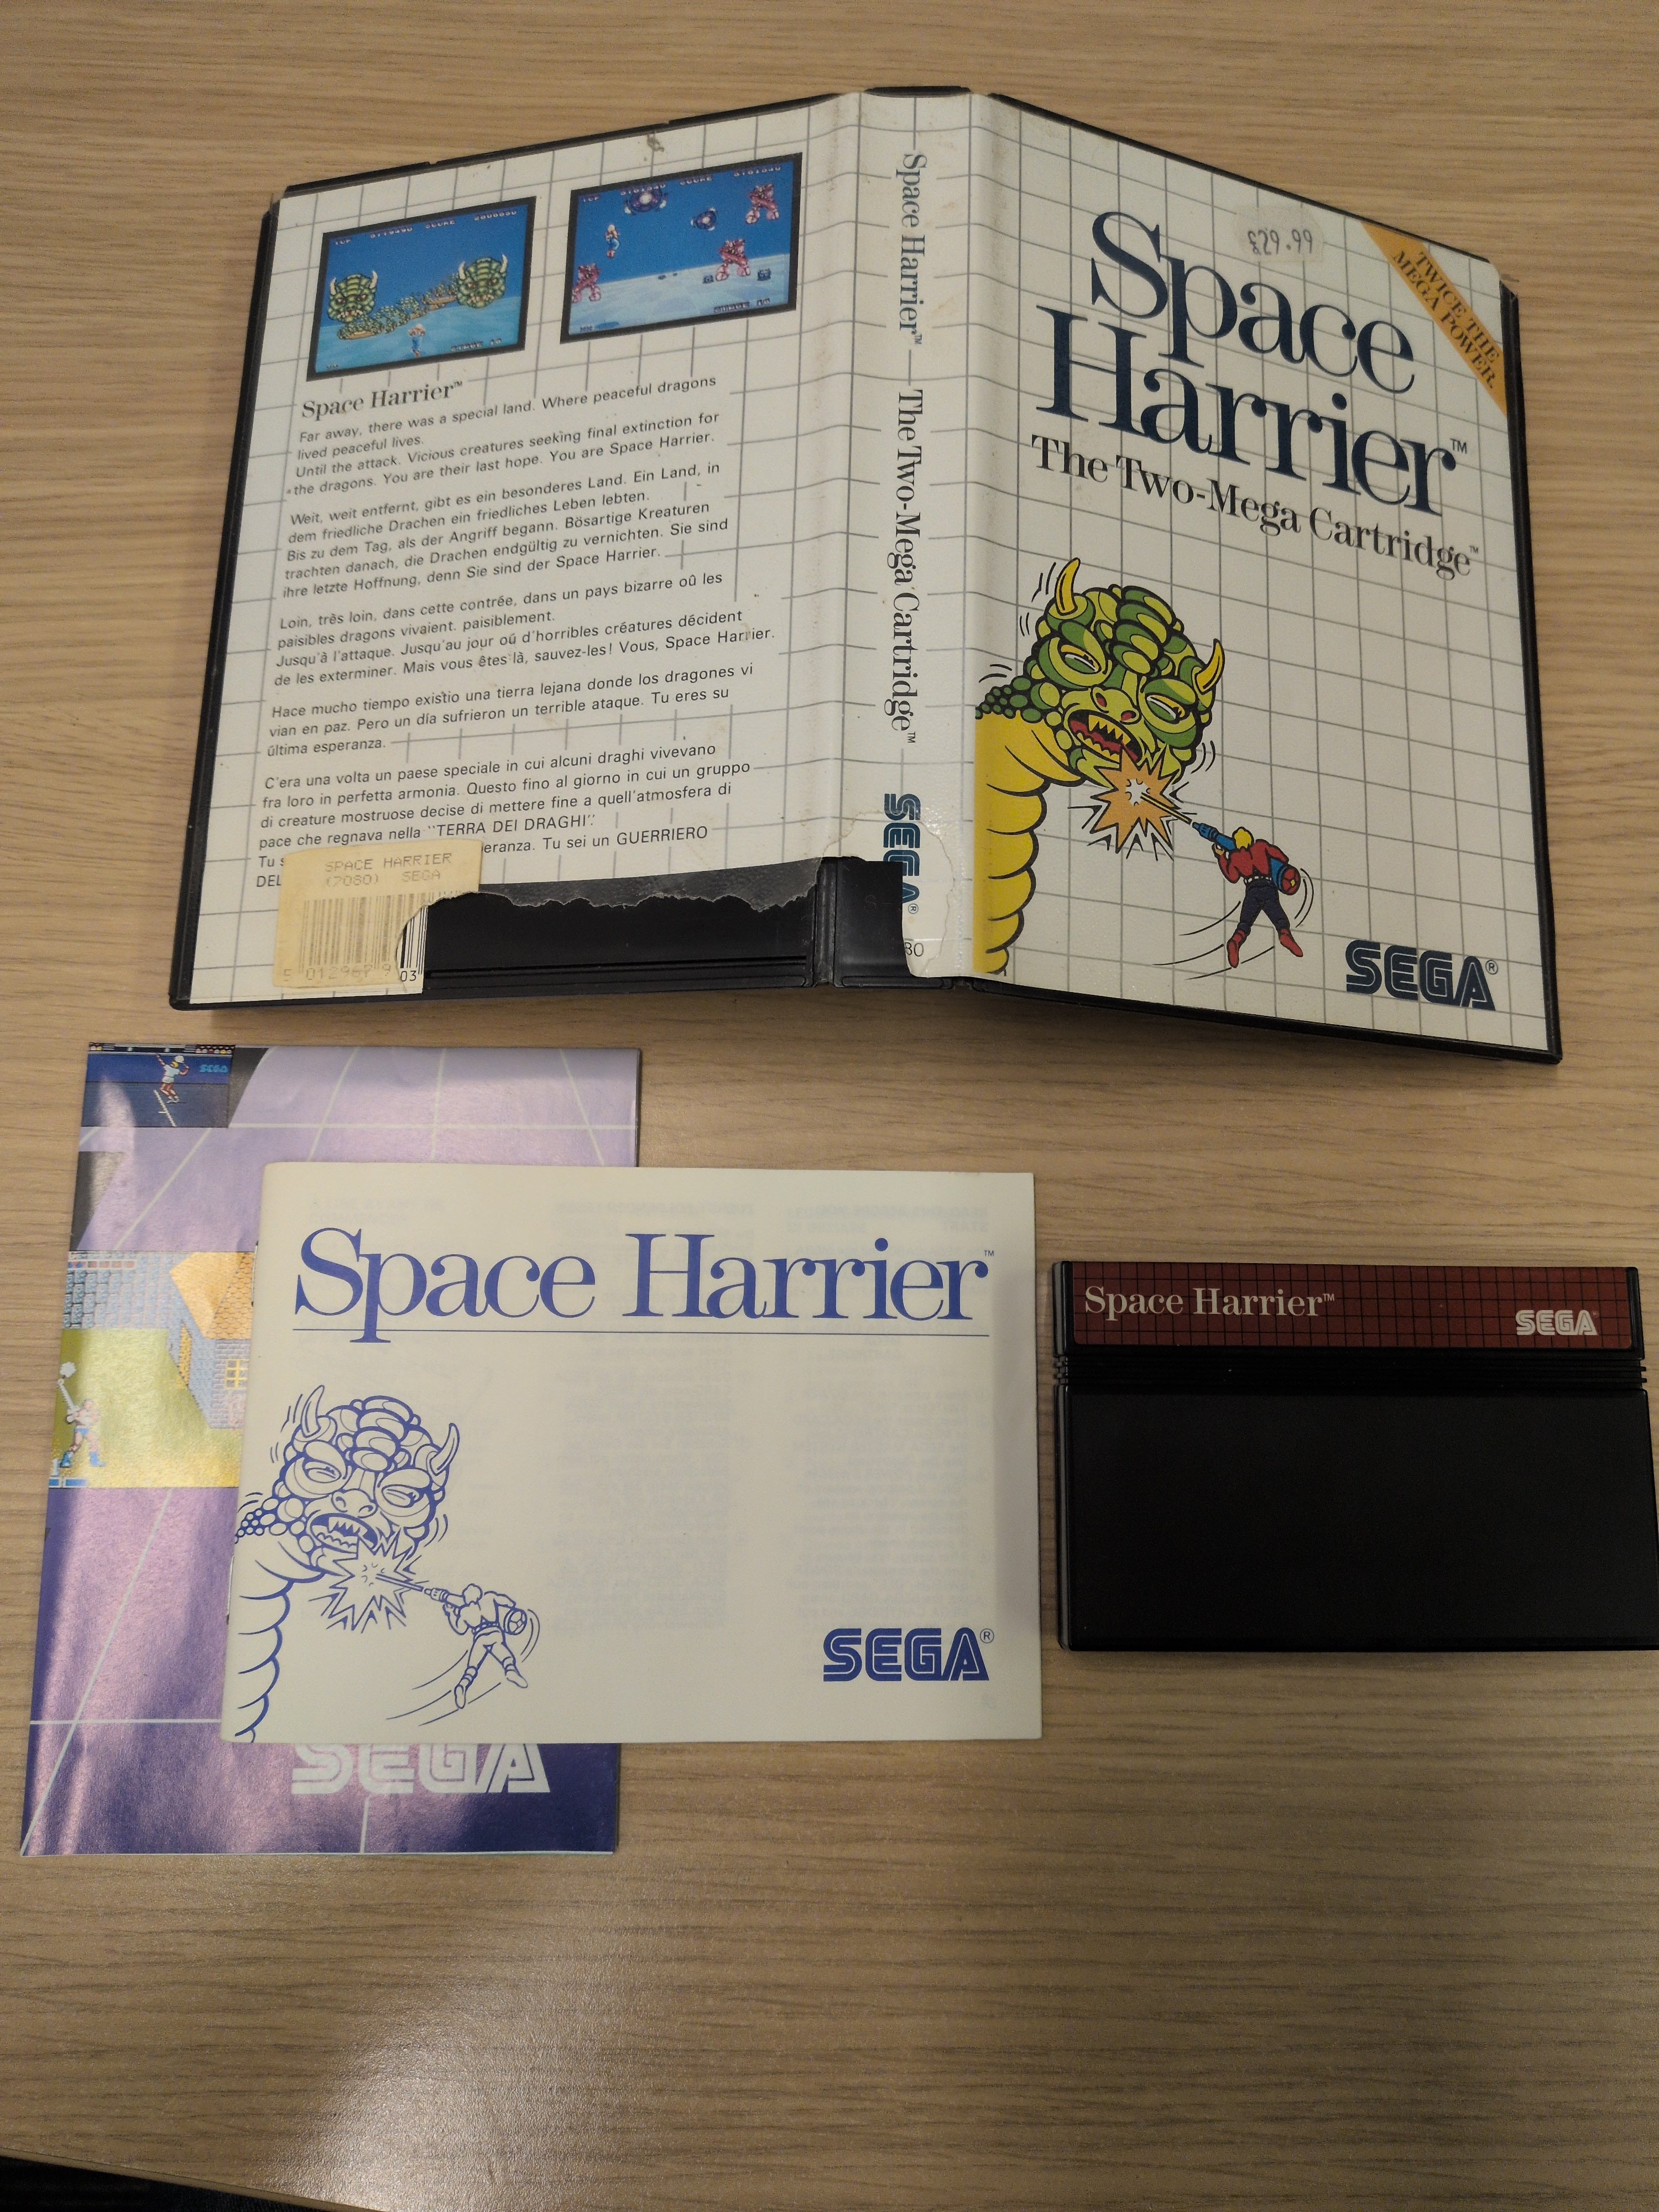 Space Harrier™
Far away, there was a special land. Where peaceful dragons
lived peaceful lives.
Until the attack. Vicious creatures seeking final extinction for
the dragons. You are their last hope. You are Space Harrier.
Weit, weit entfernt, gibt es ein besonderes Land. Ein Land, in
dem friedliche Drachen ein friedliches Leben lebten.
Bis zu dem Tag, als der Angriff begann. Bösartige Kreaturen
trachten danach, die Drachen endgültig zu vernichten. Sie sind
ihre letzte Hoffnung, denn Sie sind der Space Harrier.
Loin, très loin, dans cette contrée, dans un pays bizarre oû les
paisibles dragons vivaient. paisiblement.
Jusqu'à l'attaque. Jusqu'au jour oú d'horribles créatures décident
de les exterminer. Mais vous êtes là, sauvez-les! Vous, Space Harrier.
Hace mucho tiempo existio una tierra lejana donde los dragones vi
vian en paz. Pero un día sufrieron un terrible ataque. Tu eres su
última esperanza.
C'era una volta un paese speciale in cui alcuni draghi vivevano
fra loro in perfetta armonia. Questo fino al giorno in cui un gruppo
di creature mostruose decise di mettere fine a quell'atmosfera di
pace che regnava nella "TERRA DEI DRAGHI".
Tu s eranza. Tu sei un GUERRIERO
DEL
SPACE HARRIER
(7080) SEGA
5 012967 9 03
Space Harrier™ The Two-Mega Cartridge™
SEGA®
80
£29.99
TWICE THE
MEGA POWER.
Space
Harrier™
The Two-Mega Cartridge™
SEGA®
SEGA
Space Harrier™
SEGA®
SEGA
Space Harrier™
SEGA®